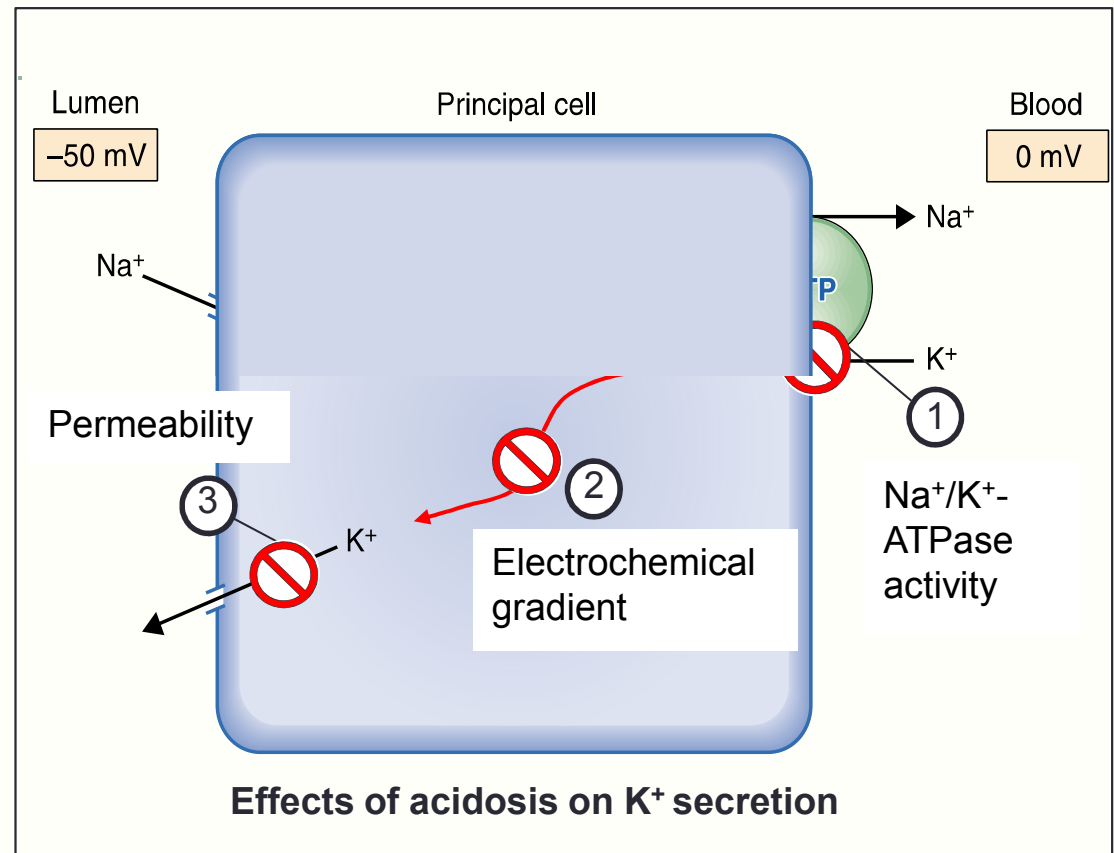 Lumen
Principal cell
Blood
–50 mV
0 mV
Na⁺
Na⁺
TP
K⁺
1
Permeability
2
Na⁺/K⁺-
ATPase
activity
3
K⁺
Electrochemical
gradient
Effects of acidosis on K⁺ secretion